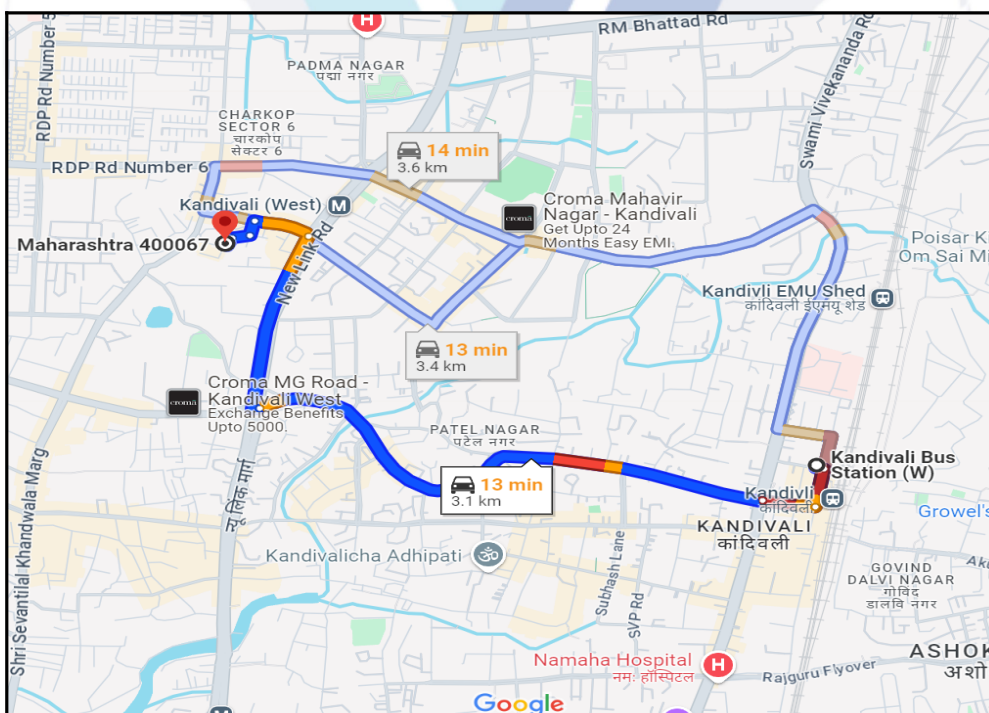 RM Bhattad Rd
RDP Rd Number 5
PADMA NAGAR
पद्मा नगर
CHARKOP
SECTOR 6
चारकोप
सेक्टर 6
Swami Vivekananda Rd
14 min
3.6 km
RDP Rd Number 6
Kandivali (West)
M
croma
Croma Mahavir
Nagar - Kandivali
Get Upto 24
Months Easy EMI.
Maharashtra 400067
New Link Rd
Poisar
Om Sai
Kandivli EMU Shed
कांदिवली ईएमयू शेड
13 min
3.4 km
croma
Croma MG Road -
Kandivali West
Exchange Benefits
Upto 5000.
PATEL NAGAR
पटेल नगर
Kandivali Bus
Station (W)
13 min
3.1 km
Kandivli
कांदिवली
Growel's
KANDIVALI
कांदिवली
Shri Sevantilal Khandwala Marg
न्यू लिंक मार्ग
Kandivalicha Adhipati
Subhash Lane
SVP Rd
GOVIND
DALVI NAGAR
गोविंद
डालवि नगर
Namaha Hospital
नम: हॉस्पिटल
H
Rajguru Flyover
Google